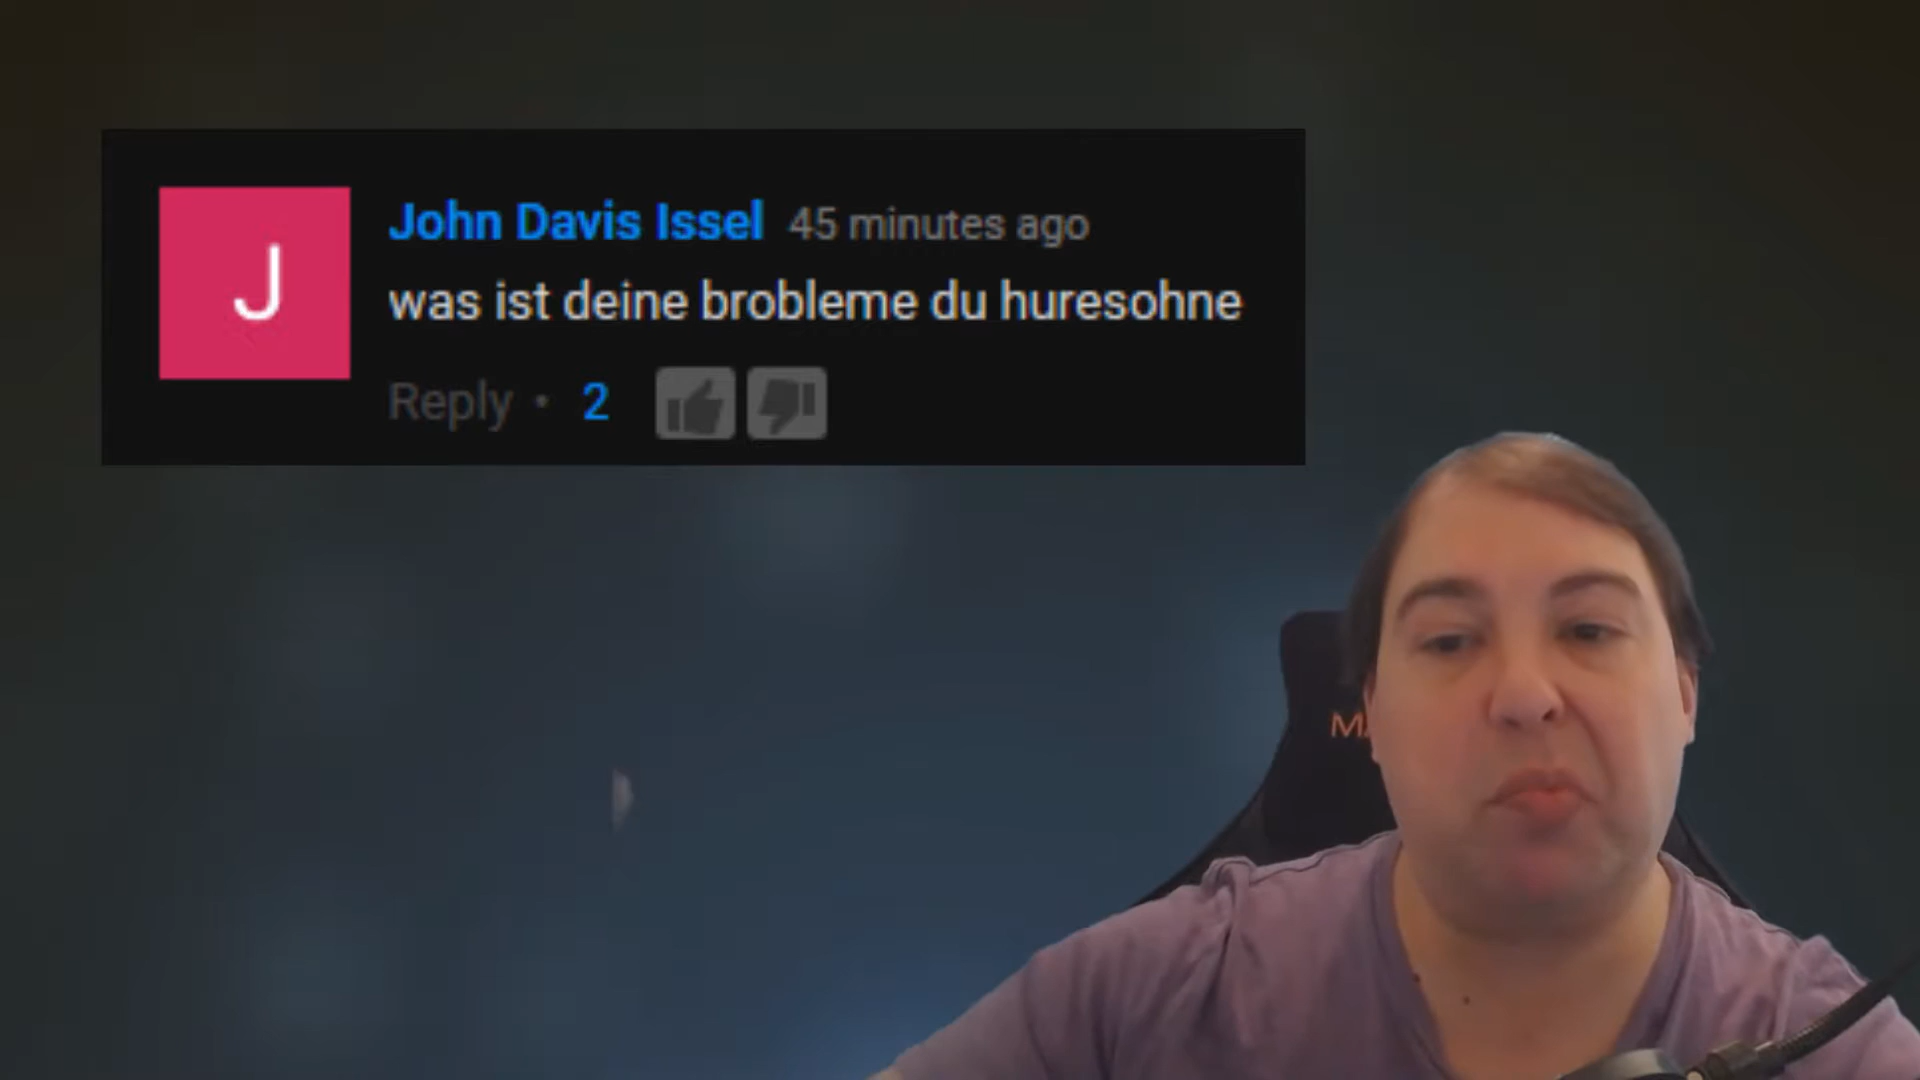 John Davis Issel 45 minutes ago
J
was ist deine brobleme du huresohne
Reply • 2